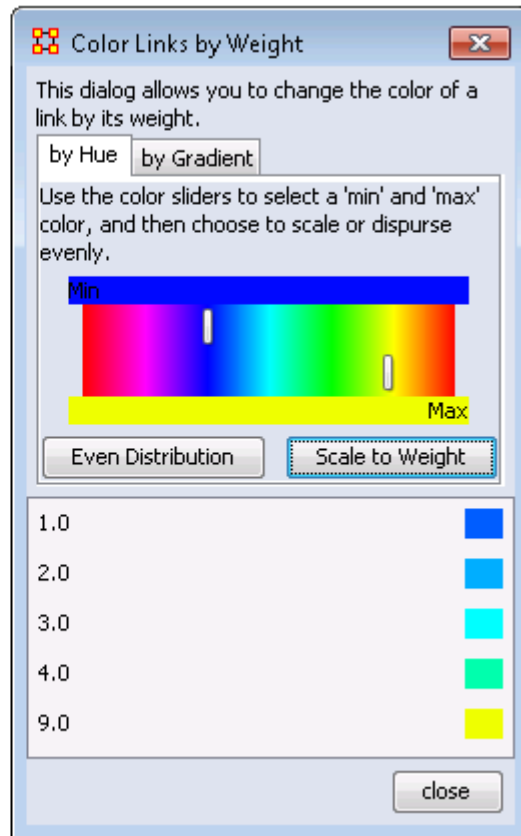 Color Links by Weight
This dialog allows you to change the color of a
link by its weight.
by Hue by Gradient
Use the color sliders to select a 'min' and 'max'
color, and then choose to scale or dispurse
evenly.
Min
Max
Even Distribution Scale to Weight
1.0
2.0
3.0
4.0
9.0
close